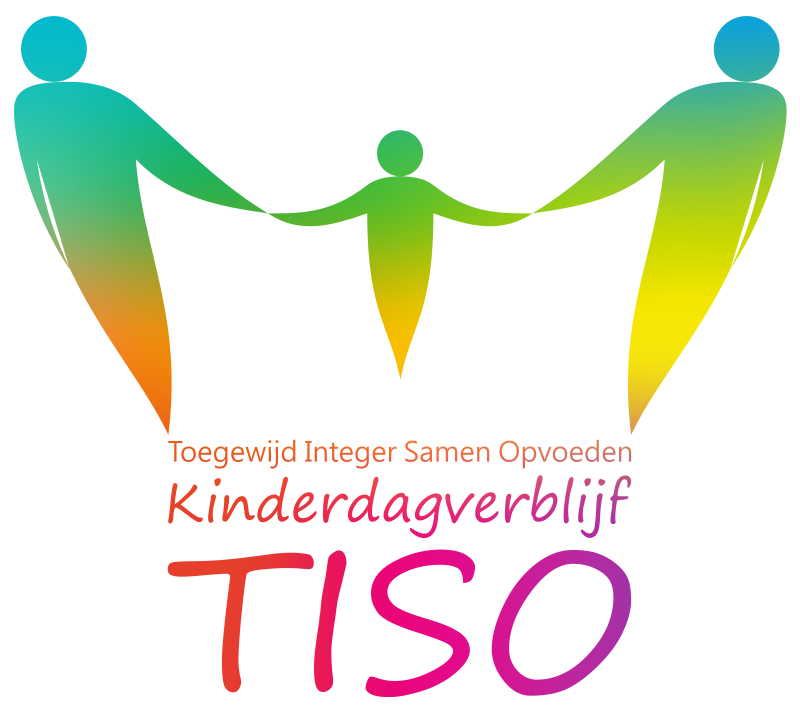 Toegewijd Integer Samen Opvoeden
Kinderdagverblijf
TISO